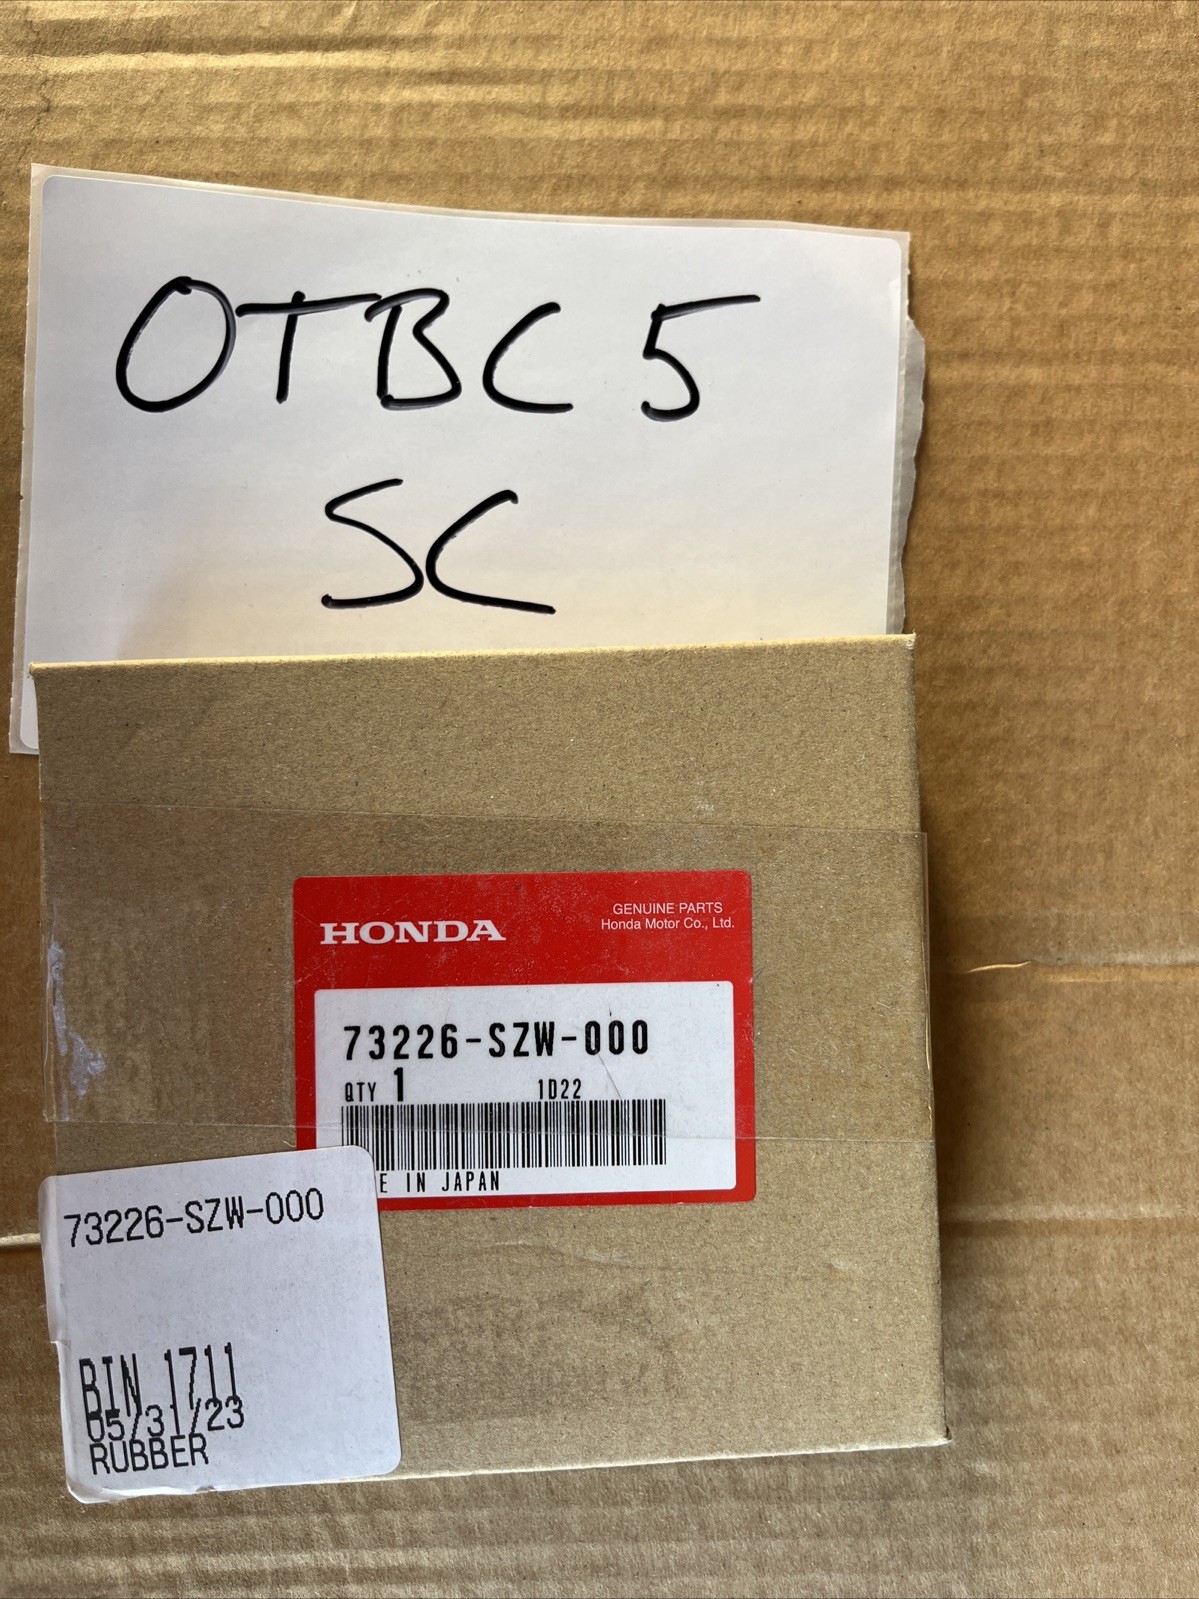 OTBC 5
SC
HONDA
GENUINE PARTS
Honda Motor Co., Ltd.
73226-SZW-000
QTY 1 1D22
E IN JAPAN
73226-SZW-000
BIN 1711
05/31/23
RUBBER